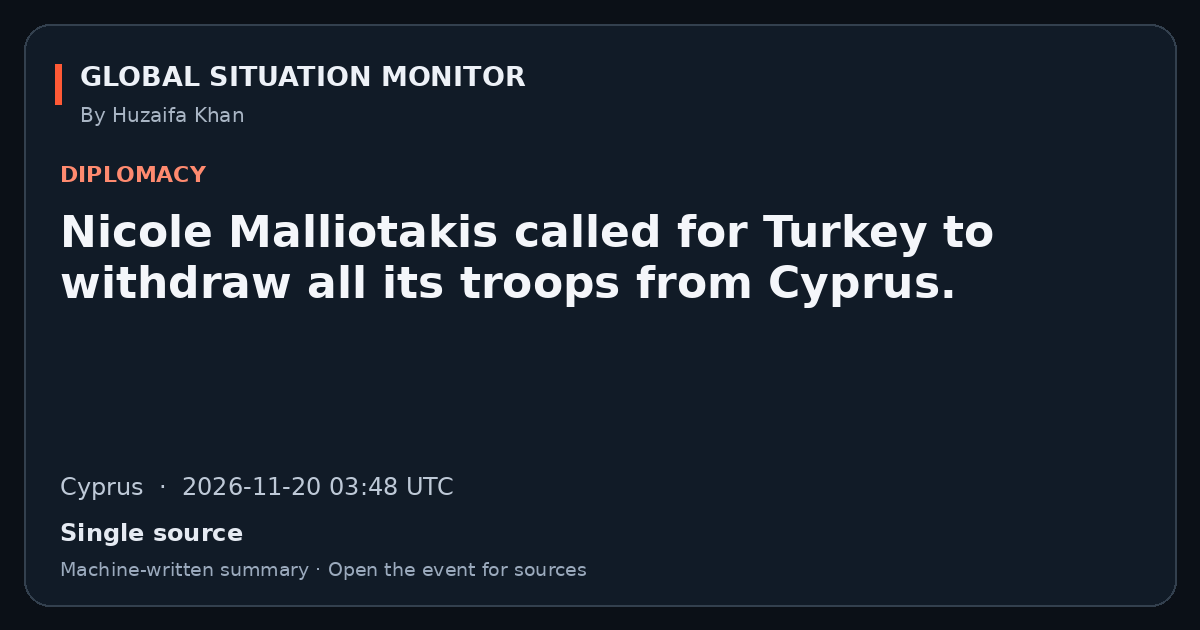 GLOBAL SITUATION MONITOR
By Huzaifa Khan
DIPLOMACY
Nicole Malliotakis called for Turkey to
withdraw all its troops from Cyprus.
Cyprus · 2026-11-20 03:48 UTC
Single source
Machine-written summary · Open the event for sources